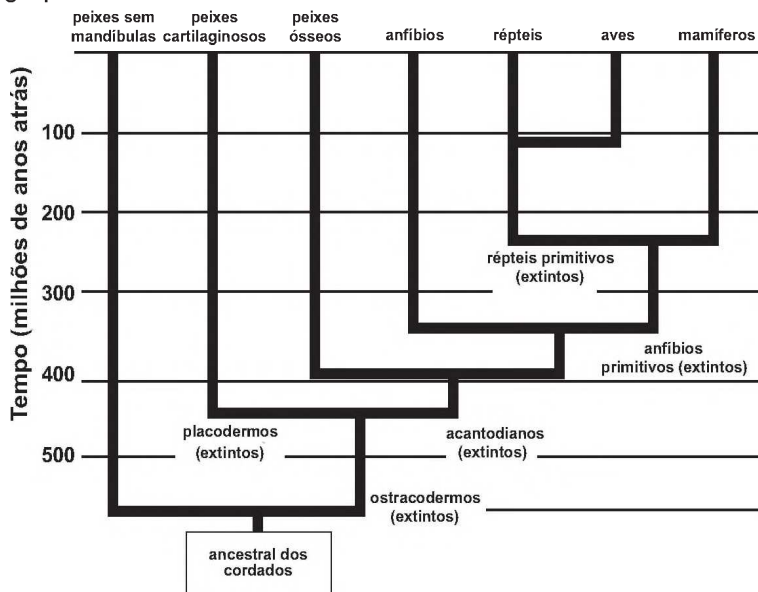 peixes sem
mandíbulas
peixes
cartilaginosos
peixes
ósseos
anfíbios
répteis
aves
mamíferos
Tempo (milhões de anos atrás)
100
200
300
400
500
répteis primitivos
(extintos)
anfíbios
primitivos (extintos)
placodermos
(extintos)
acantodianos
(extintos)
ostracodermos
(extintos)
ancestral dos
cordados